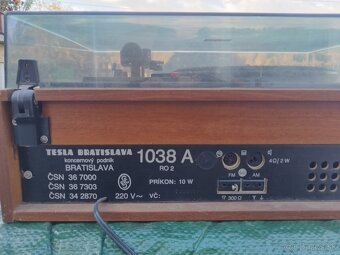 TESLA BRATISLAVA
koncernový podnik
BRATISLAVA
ČSN 36 7000
ČSN 36 7303
ČSN 34 2870
220 V~
VČ:
1038 A
RO 2
PRÍKON: 10 W
4Ω/2 W
FM
AM
300 Ω